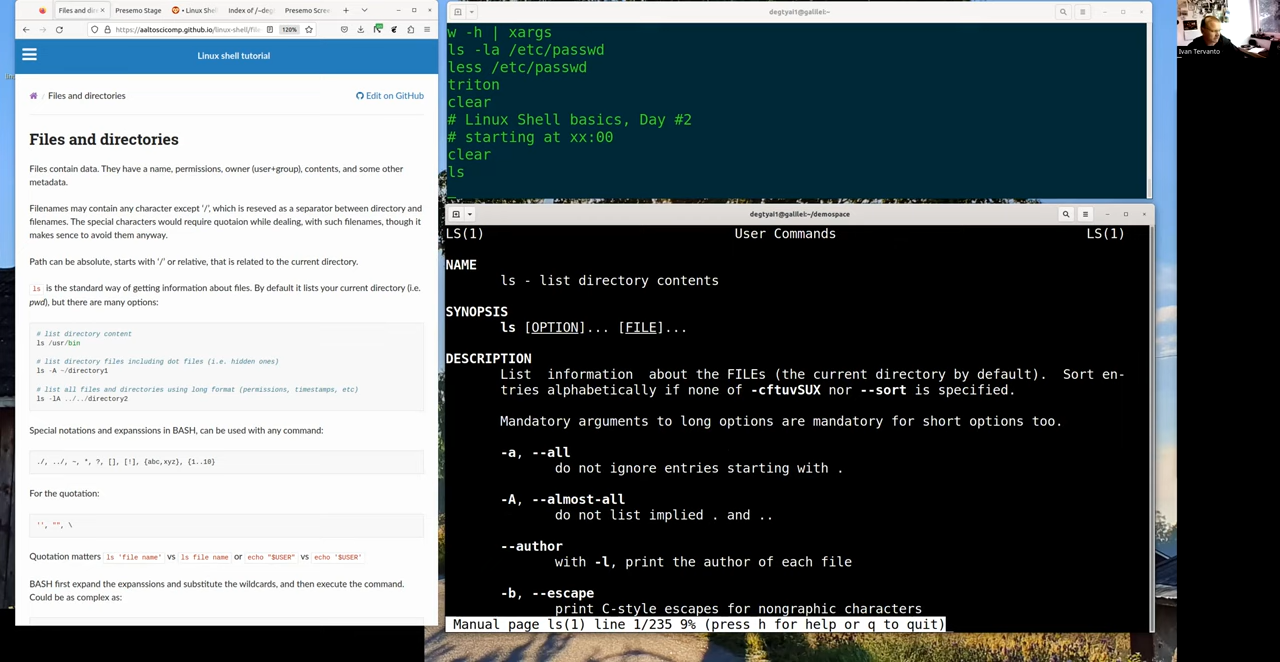 Files and dir
Presemo Stage
Linux Shel
Index of /~deg
Presemo Scree
https://aaltoscicomp.github.io/linux-shell/file
120%
Linux shell tutorial
/ Files and directories
Edit on GitHub
Files and directories
Files contain data. They have a name, permissions, owner (user+group), contents, and some other
metadata.
Filenames may contain any character except '/', which is reseved as a separator between directory and
filenames. The special characters would require quotaion while dealing, with such filenames, though it
makes sence to avoid them anyway.
Path can be absolute, starts with '/' or relative, that is related to the current directory.
ls is the standard way of getting information about files. By default it lists your current directory (i.e.
pwd), but there are many options:
# list directory content
ls /usr/bin
# list directory files including dot files (i.e. hidden ones)
ls -A ~/directory1
# list all files and directories using long format (permissions, timestamps, etc)
ls -lA ../../directory2
Special notations and expanssions in BASH, can be used with any command:
./, ../, ~, *, ?, [], [!], {abc,xyz}, {1..10}
For the quotation:
'', "", \
Quotation matters ls 'file name' vs ls file name or echo "$USER" vs echo '$USER'
BASH first expand the expanssions and substitute the wildcards, and then execute the command.
Could be as complex as:
degtyai1@galilei:~
w -h | xargs
ls -la /etc/passwd
less /etc/passwd
triton
clear
# Linux Shell basics, Day #2
# starting at xx:00
clear
ls
degtyai1@galilei:~/demospace
LS(1) User Commands LS(1)
NAME
ls - list directory contents
SYNOPSIS
ls [OPTION]... [FILE]...
DESCRIPTION
List information about the FILEs (the current directory by default). Sort en-
tries alphabetically if none of -cftuvSUX nor --sort is specified.
Mandatory arguments to long options are mandatory for short options too.
-a, --all
do not ignore entries starting with .
-A, --almost-all
do not list implied . and ..
--author
with -l, print the author of each file
-b, --escape
print C-style escapes for nongraphic characters
Manual page ls(1) line 1/235 9% (press h for help or q to quit)
Ivan Tervanto